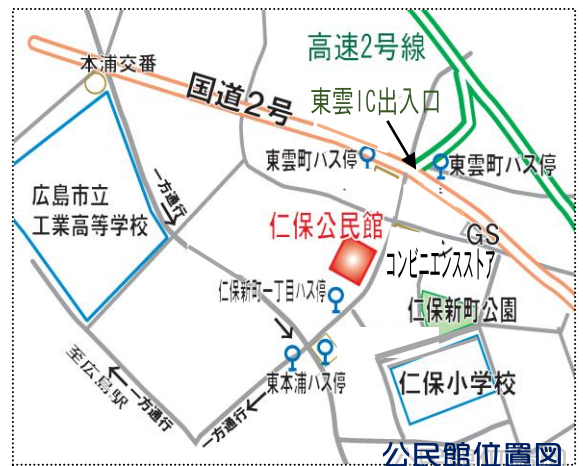 高速2号線
本浦交番
国道2号
東雲IC出入口
東雲町バス停
東雲町バス停
一方通行
広島市立
工業高等学校
仁保公民館
GS
コンビニエンスストア
仁保新町一丁目バス停
仁保新町公園
至広島駅
一方通行
東本浦バス停
仁保小学校
一方通行
公民館位置図